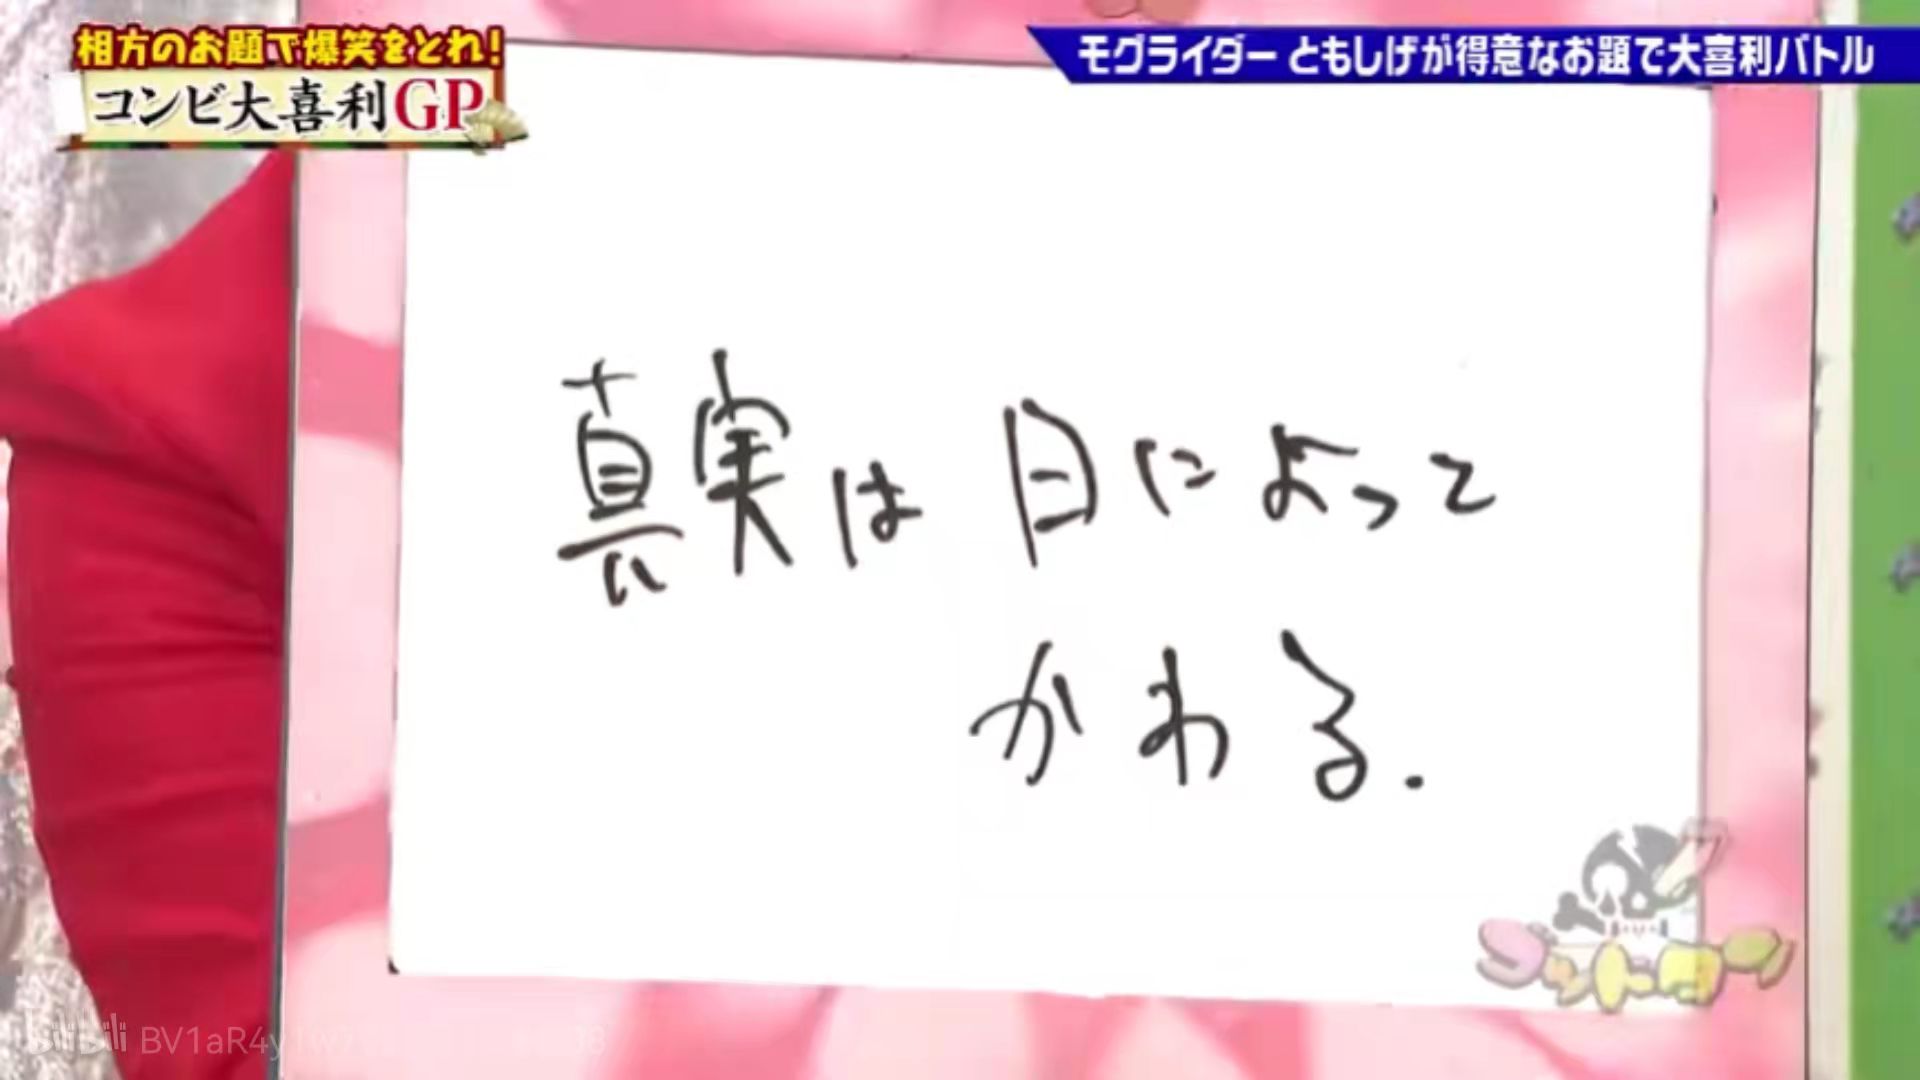 相方のお題で爆笑をとれ!
コンビ大喜利GP
モグライダー ともしげが得意なお題で大喜利バトル
真実は 日によって
かわる.
ゴッドタン
bilibili BV1aR4y1w7